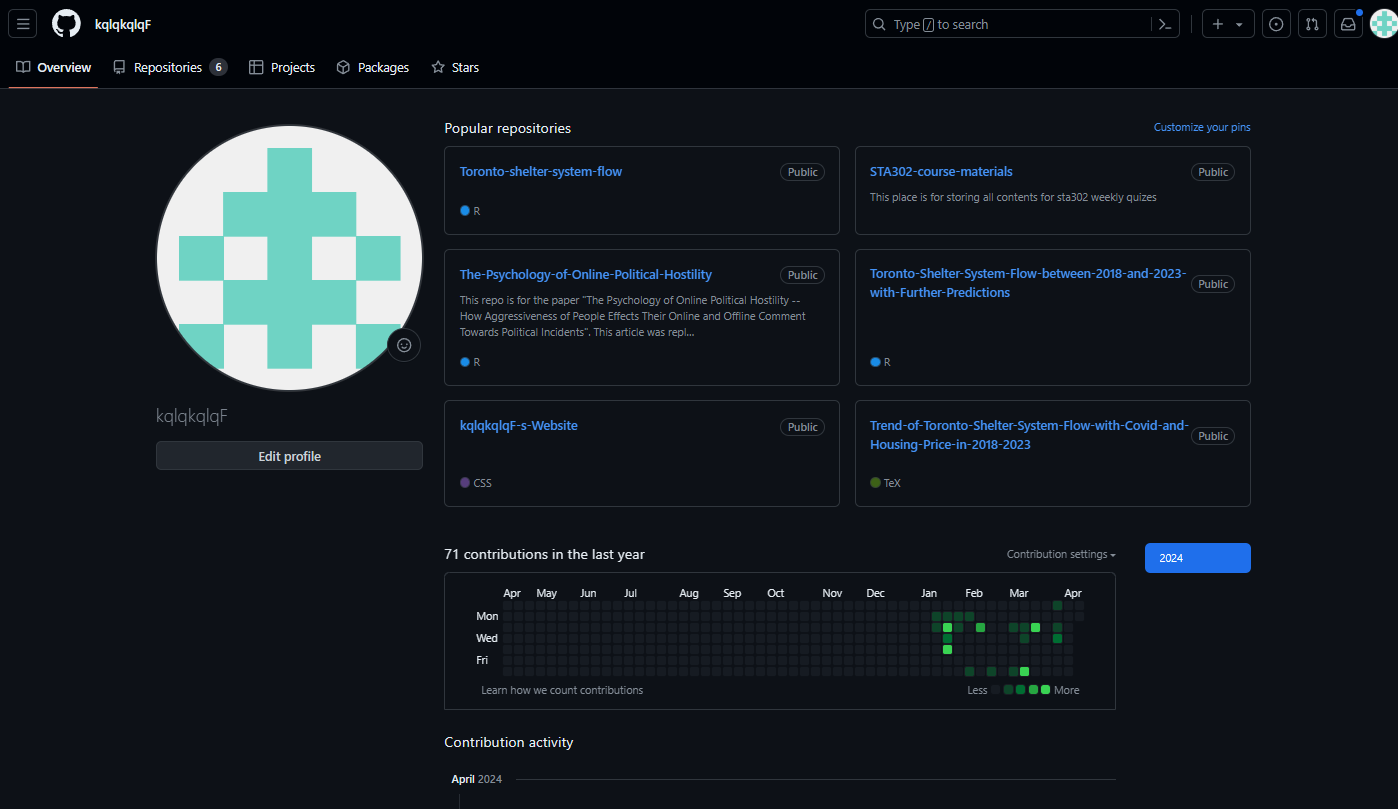 kqlqkqlqF
Type / to search
Overview
Repositories 6
Projects
Packages
Stars
kqlqkqlqF
Edit profile
Popular repositories
Customize your pins
Toronto-shelter-system-flow
Public
R
STA302-course-materials
Public
This place is for storing all contents for sta302 weekly quizes
The-Psychology-of-Online-Political-Hostility
Public
This repo is for the paper "The Psychology of Online Political Hostility --
How Aggressiveness of People Effects Their Online and Offline Comment
Towards Political Incidents". This article was repl...
R
Toronto-Shelter-System-Flow-between-2018-and-2023-
with-Further-Predictions
Public
R
kqlqkqlqF-s-Website
Public
CSS
Trend-of-Toronto-Shelter-System-Flow-with-Covid-and-
Housing-Price-in-2018-2023
Public
TeX
71 contributions in the last year
Contribution settings
2024
Apr May Jun Jul Aug Sep Oct Nov Dec Jan Feb Mar Apr
Mon
Wed
Fri
Learn how we count contributions
Less More
Contribution activity
April 2024